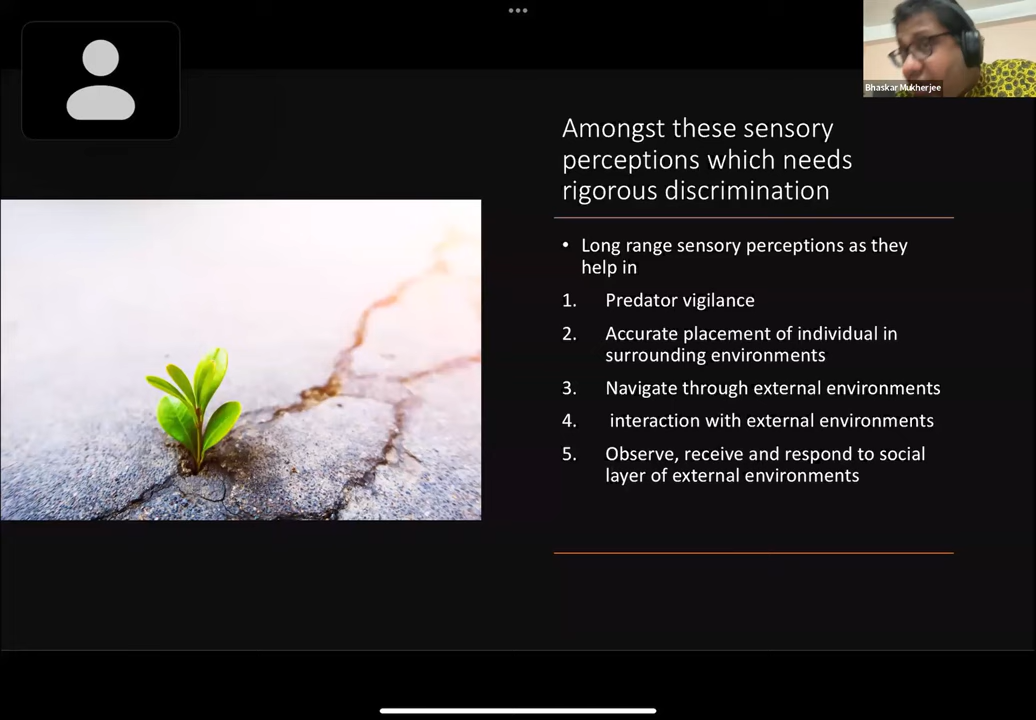 Bhaskar Mukherjee
Amongst these sensory
perceptions which needs
rigorous discrimination
• Long range sensory perceptions as they
help in
1. Predator vigilance
2. Accurate placement of individual in
surrounding environments
3. Navigate through external environments
4. interaction with external environments
5. Observe, receive and respond to social
layer of external environments